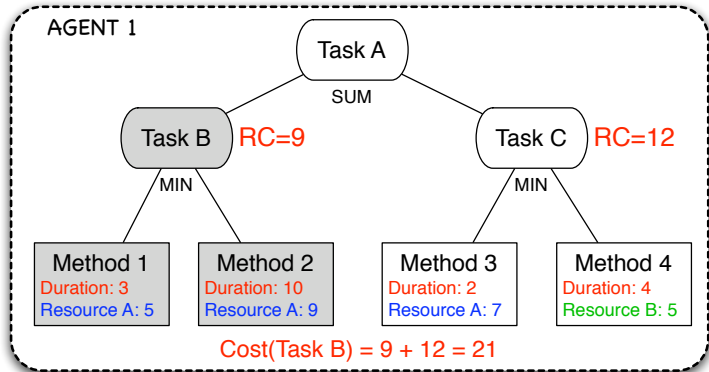 AGENT 1
Task A
SUM
Task B
RC=9
Task C
RC=12
MIN
MIN
Method 1
Duration: 3
Resource A: 5
Method 2
Duration: 10
Resource A: 9
Method 3
Duration: 2
Resource A: 7
Method 4
Duration: 4
Resource B: 5
Cost(Task B) = 9 + 12 = 21